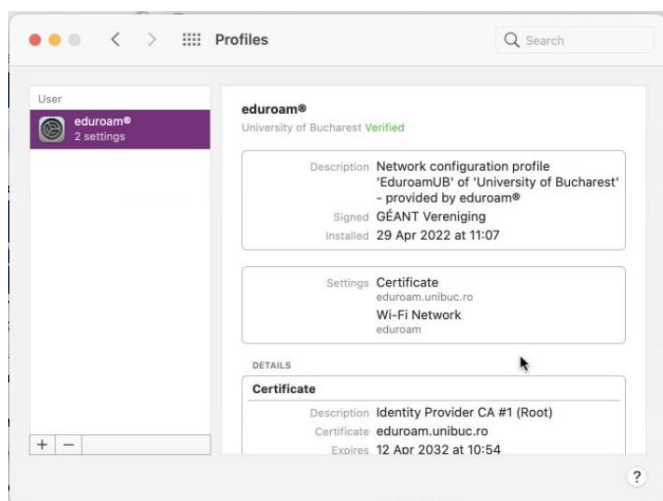 Profiles
Search
User
eduroam®
2 settings
eduroam®
University of Bucharest Verified
Description Network configuration profile
'EduroamUB' of 'University of Bucharest'
- provided by eduroam®
Signed GÉANT Vereniging
Installed 29 Apr 2022 at 11:07
Settings Certificate
eduroam.unibuc.ro
Wi-Fi Network
eduroam
DETAILS
Certificate
Description Identity Provider CA #1 (Root)
Certificate eduroam.unibuc.ro
Expires 12 Apr 2032 at 10:54
+ −
?